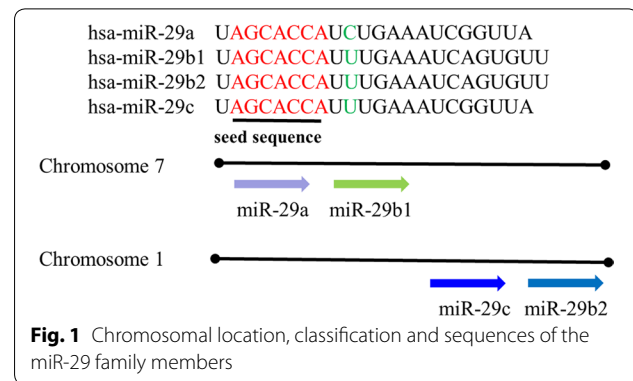 hsa-miR-29a UAGCACCAUCUGAAAUCGGUUA
hsa-miR-29b1 UAGCACCAUUUGAAAUCAGUGUU
hsa-miR-29b2 UAGCACCAUUUGAAAUCAGUGUU
hsa-miR-29c UAGCACCAUUUGAAAUCGGUUA
seed sequence
Chromosome 7
miR-29a miR-29b1
Chromosome 1
miR-29c miR-29b2
Fig. 1 Chromosomal location, classification and sequences of the
miR-29 family members